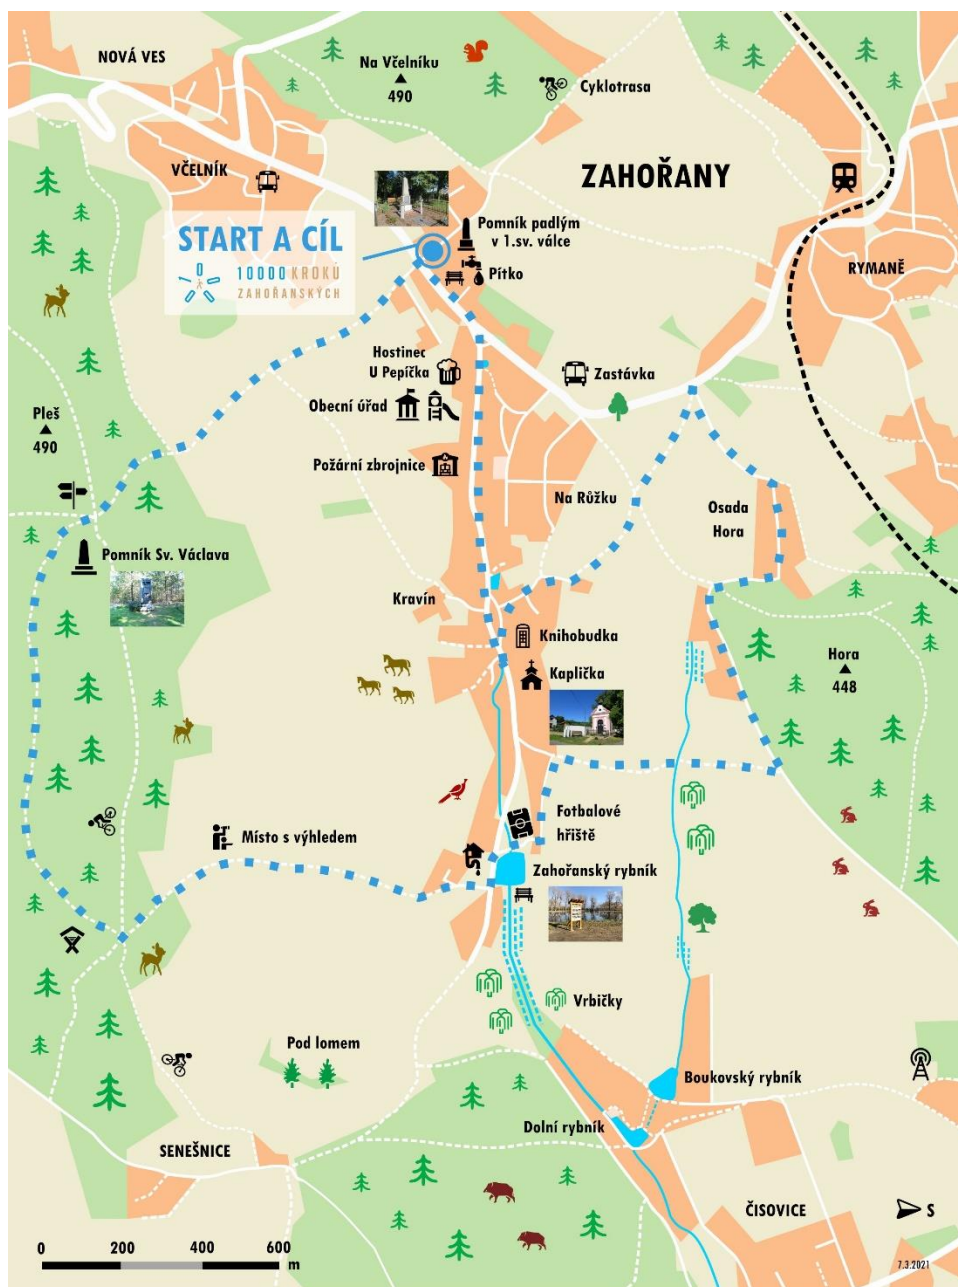 NOVÁ VES
Na Včelníku
490
Cyklotrasa
VČELNÍK
ZAHOŘANY
START A CÍL
10000 KROKŮ
ZAHOŘANSKÝCH
Pomník padlým
v 1.sv. válce
Pítko
RYMANĚ
Hostinec
U Pepíčka
Zastávka
Obecní úřad
Pleš
490
Požární zbrojnice
Na Růžku
Osada
Hora
Pomník Sv. Václava
Kravín
Knihobudka
Kaplička
Hora
448
Fotbalové
hřiště
Místo s výhledem
Zahořanský rybník
Vrbičky
Pod lomem
Boukovský rybník
Dolní rybník
SENEŠNICE
ČISOVICE
S
0 200 400 600 m
7.3.2021